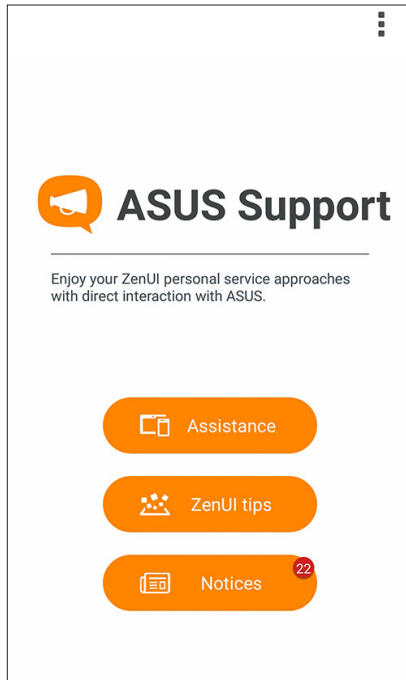 ASUS Support
Enjoy your ZenUI personal service approaches
with direct interaction with ASUS.
Assistance
ZenUI tips
22
Notices